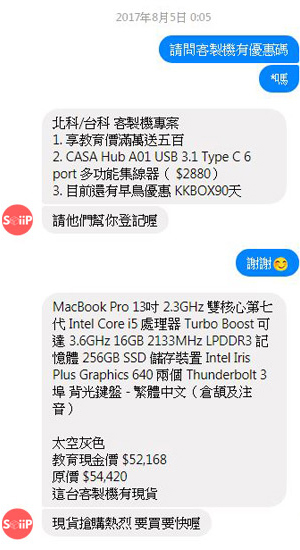 2017年8月5日 0:05
請問客製機有優惠碼
*嗎
北科/台科 客製機專案
1. 享教育價滿萬送五百
2. CASA Hub A01 USB 3.1 Type C 6
port 多功能集線器（ $2880）
3. 目前還有早鳥優惠 KKBOX90天
請他們幫你登記喔
SoiiP
謝謝😊
MacBook Pro 13吋 2.3GHz 雙核心第七
代 Intel Core i5 處理器 Turbo Boost 可
達 3.6GHz 16GB 2133MHz LPDDR3 記
憶體 256GB SSD 儲存裝置 Intel Iris
Plus Graphics 640 兩個 Thunderbolt 3
埠 背光鍵盤 - 繁體中文（倉頡及注
音）
太空灰色
教育現金價 $52,168
原價 $54,420
這台客製機有現貨
現貨搶購熱烈 要買要快喔
SoiiP